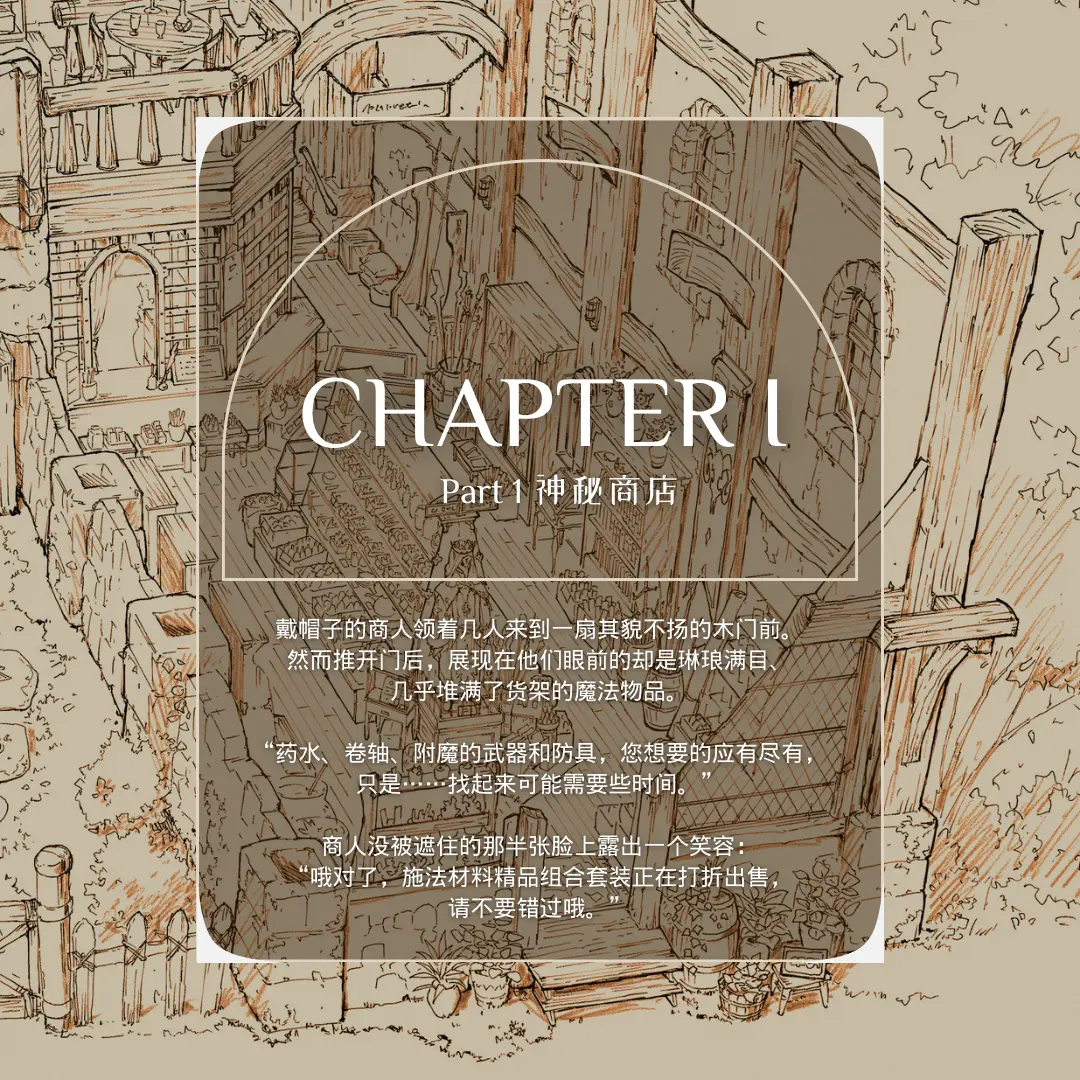 CHAPTER I
Part 1 神秘商店
戴帽子的商人领着几人来到一扇其貌不扬的木门前。
然而推开门后，展现在他们眼前的却是琳琅满目、
几乎堆满了货架的魔法物品。
“药水、卷轴、附魔的武器和防具，您想要的应有尽有，
只是……找起来可能需要些时间。”
商人没被遮住的那半张脸上露出一个笑容：
“哦对了，施法材料精品组合套装正在打折出售，
请不要错过哦。”